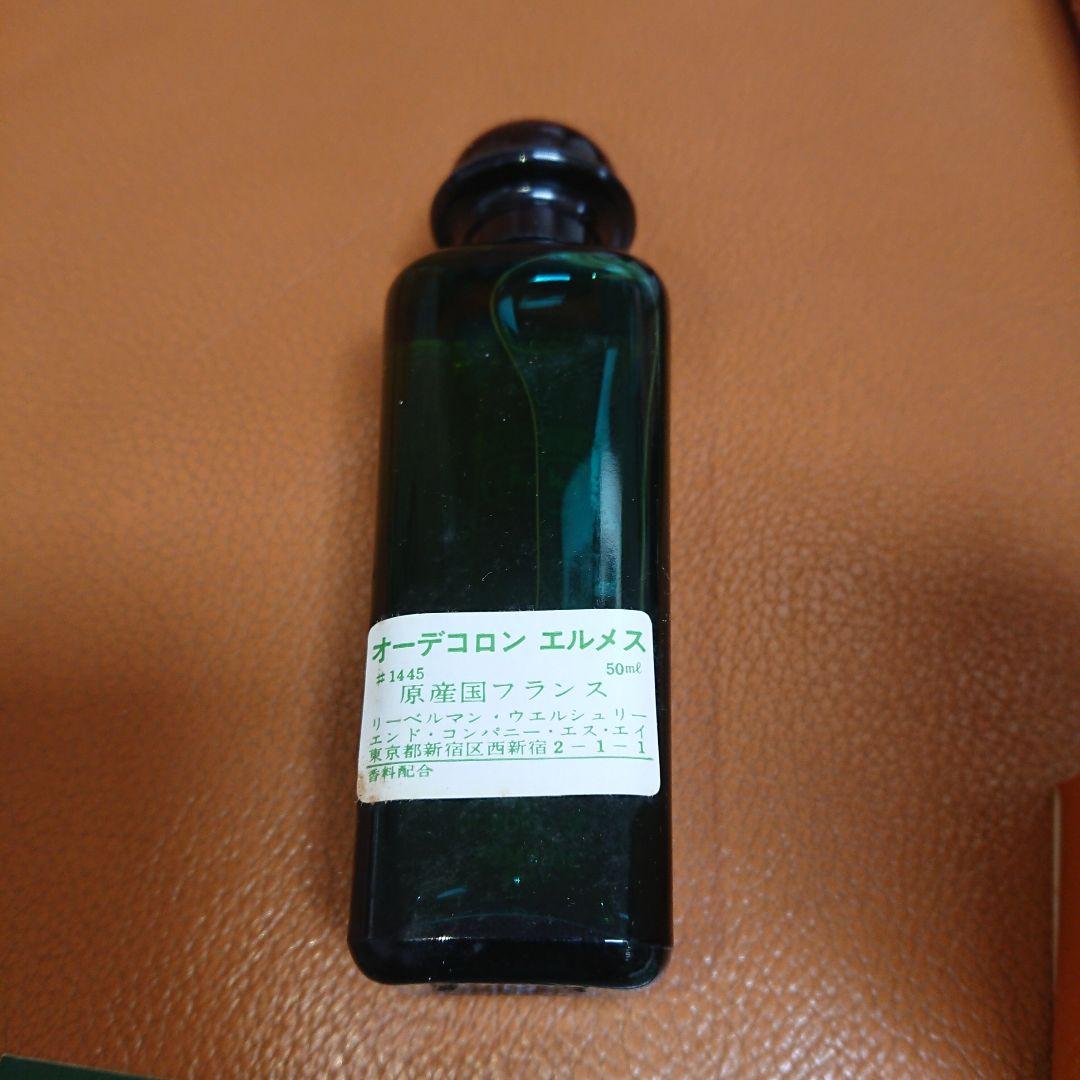 オーデコロン エルメス
#1445 50mℓ
原産国フランス
リーベルマン・ウエルシュリー
エンド・コンパニー・エス・エイ
東京都新宿区西新宿2-1-1
香料配合